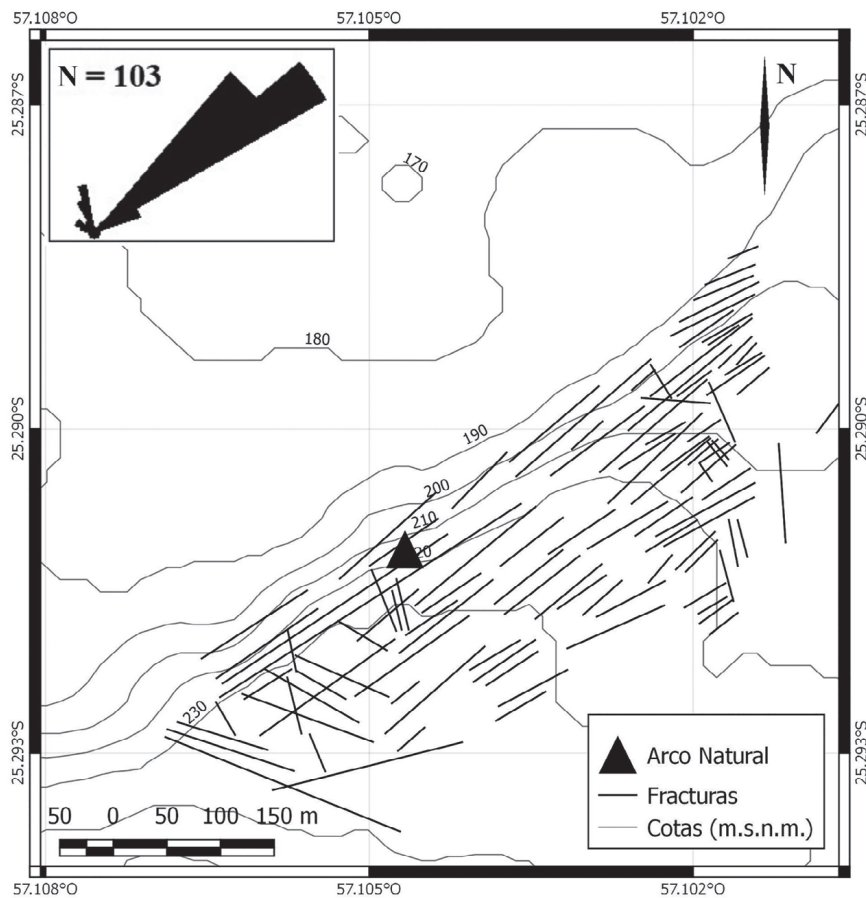 57.108°O 57.105°O 57.102°O
25.287°S
25.287°S
N = 103
N
170
180
190
25.290°S
25.290°S
200
210
20
230
25.293°S
25.293°S
Arco Natural
Fracturas
Cotas (m.s.n.m.)
50 0 50 100 150 m
57.108°O 57.105°O 57.102°O